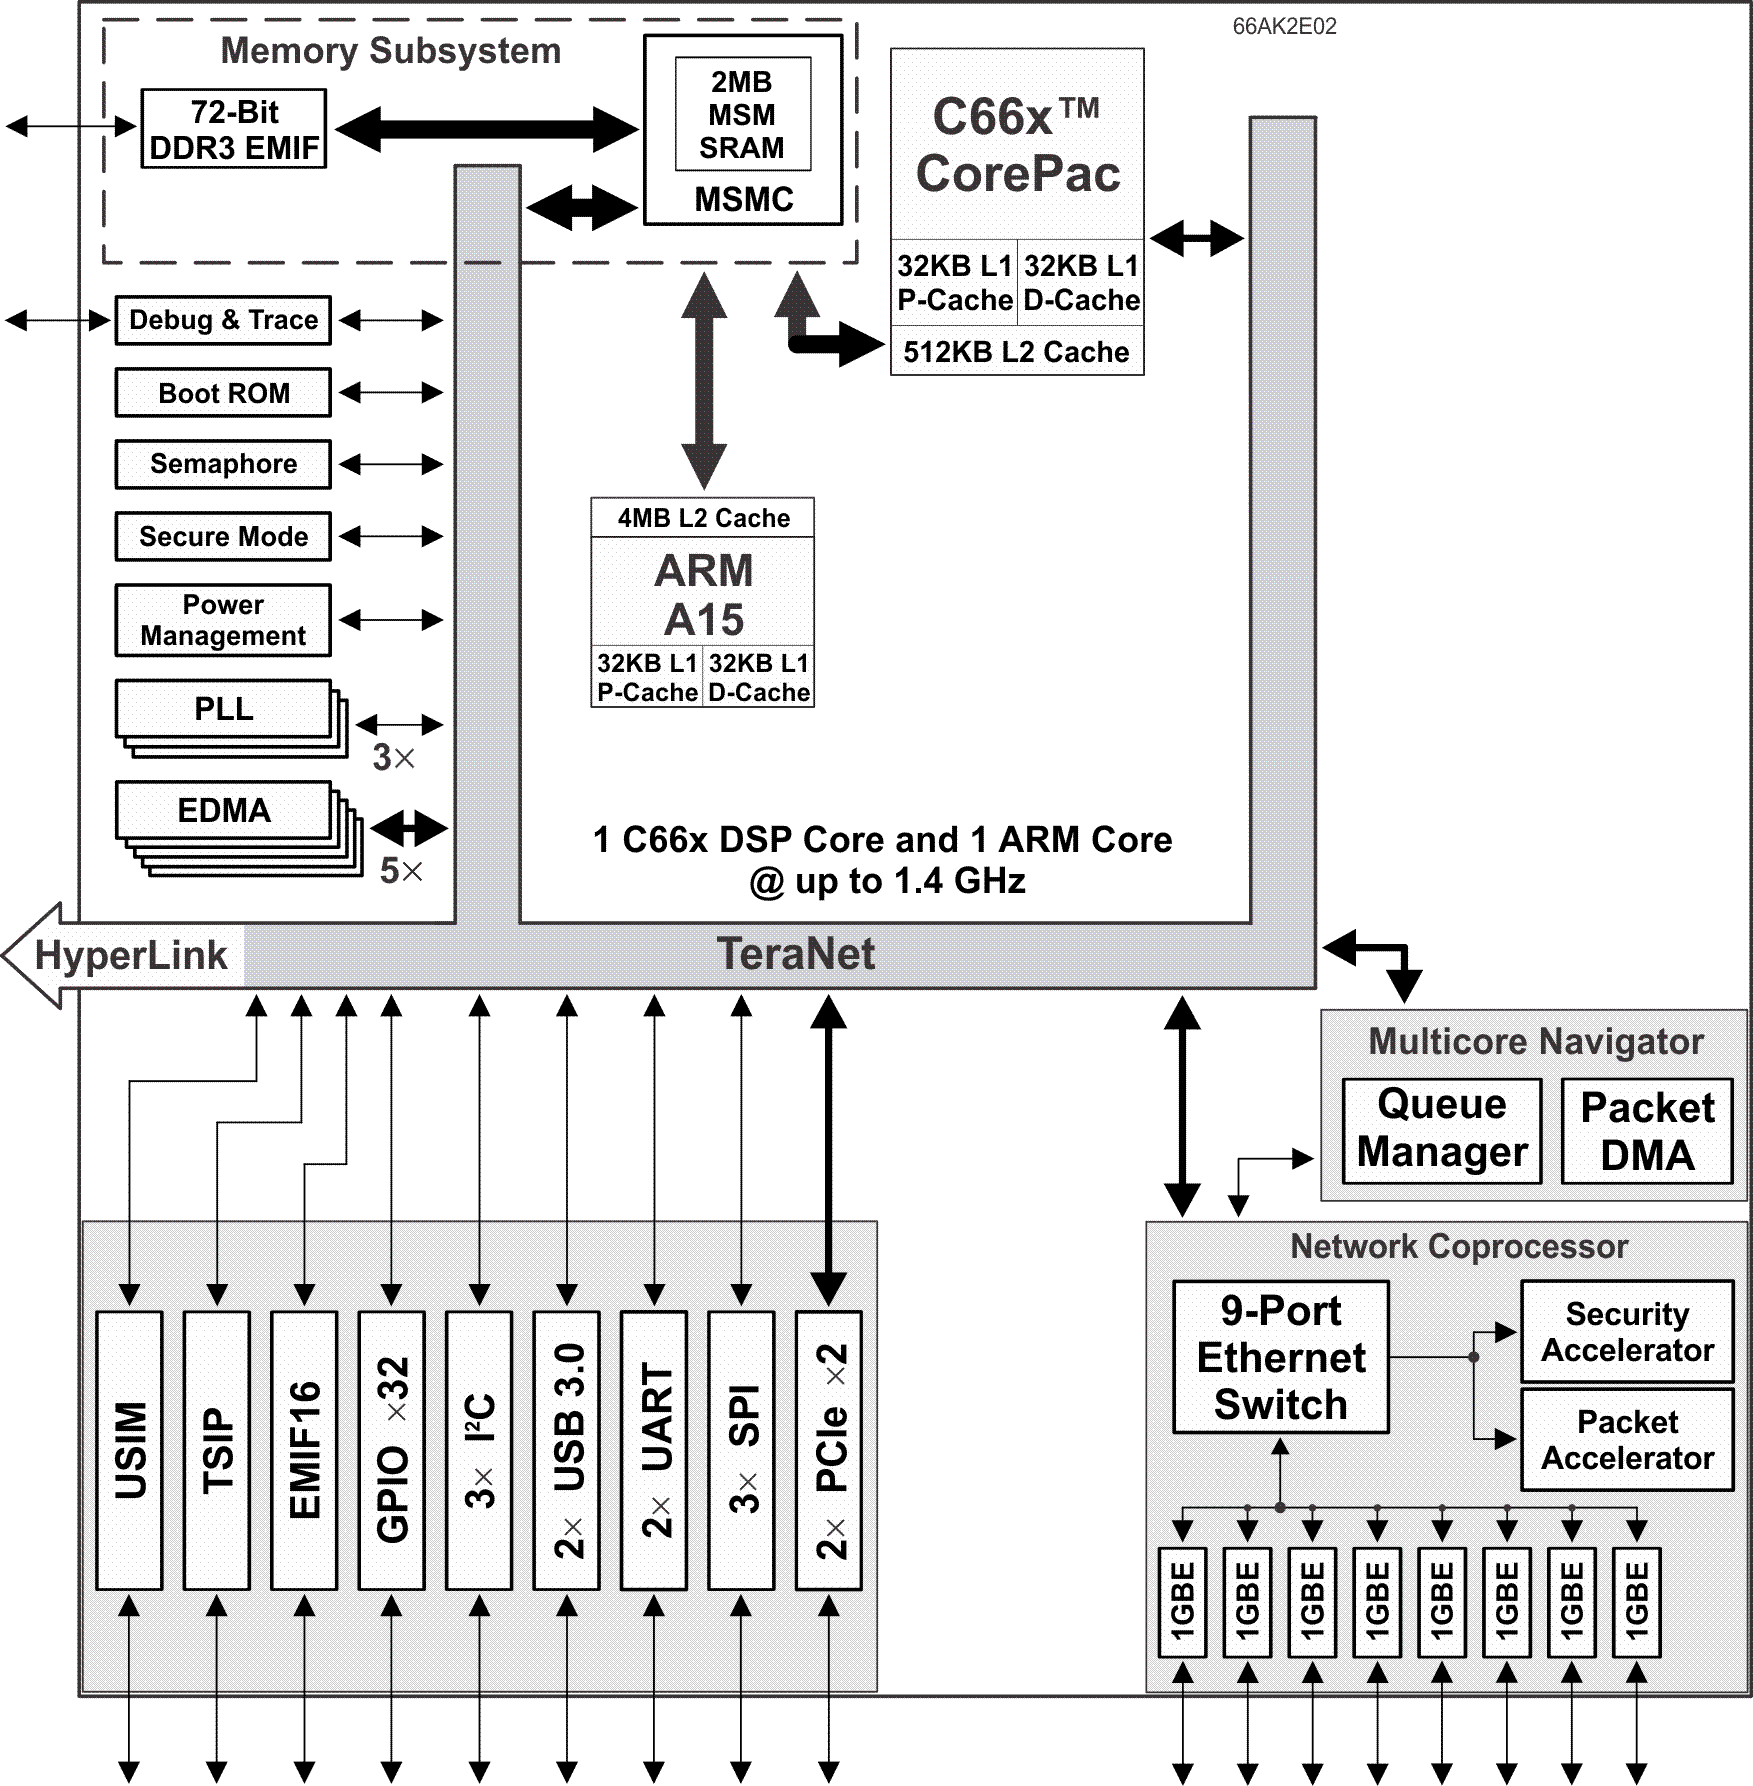 66AK2E02
Memory Subsystem
72-Bit
DDR3 EMIF
2MB
MSM
SRAM
MSMC
C66x™
CorePac
32KB L1
P-Cache
32KB L1
D-Cache
512KB L2 Cache
Debug & Trace
Boot ROM
Semaphore
Secure Mode
Power
Management
PLL
3×
EDMA
5×
4MB L2 Cache
ARM
A15
32KB L1
P-Cache
32KB L1
D-Cache
1 C66x DSP Core and 1 ARM Core
@ up to 1.4 GHz
HyperLink
TeraNet
Multicore Navigator
Queue
Manager
Packet
DMA
USIM
TSIP
EMIF16
GPIO ×32
3× I²C
2× USB 3.0
2× UART
3× SPI
2× PCIe ×2
Network Coprocessor
9-Port
Ethernet
Switch
Security
Accelerator
Packet
Accelerator
1GBE
1GBE
1GBE
1GBE
1GBE
1GBE
1GBE
1GBE